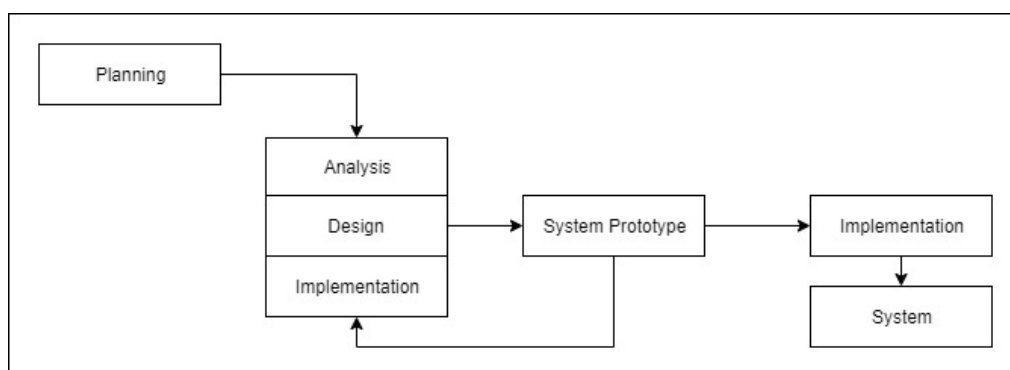 Planning
Analysis
Design
Implementation
System Prototype
Implementation
System